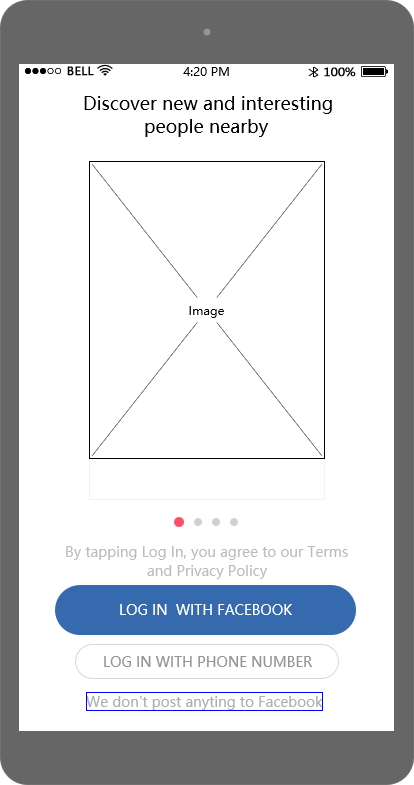 BELL 4:20 PM 100%
Discover new and interesting
people nearby
Image
By tapping Log In, you agree to our Terms
and Privacy Policy
LOG IN WITH FACEBOOK
LOG IN WITH PHONE NUMBER
We don't post anyting to Facebook